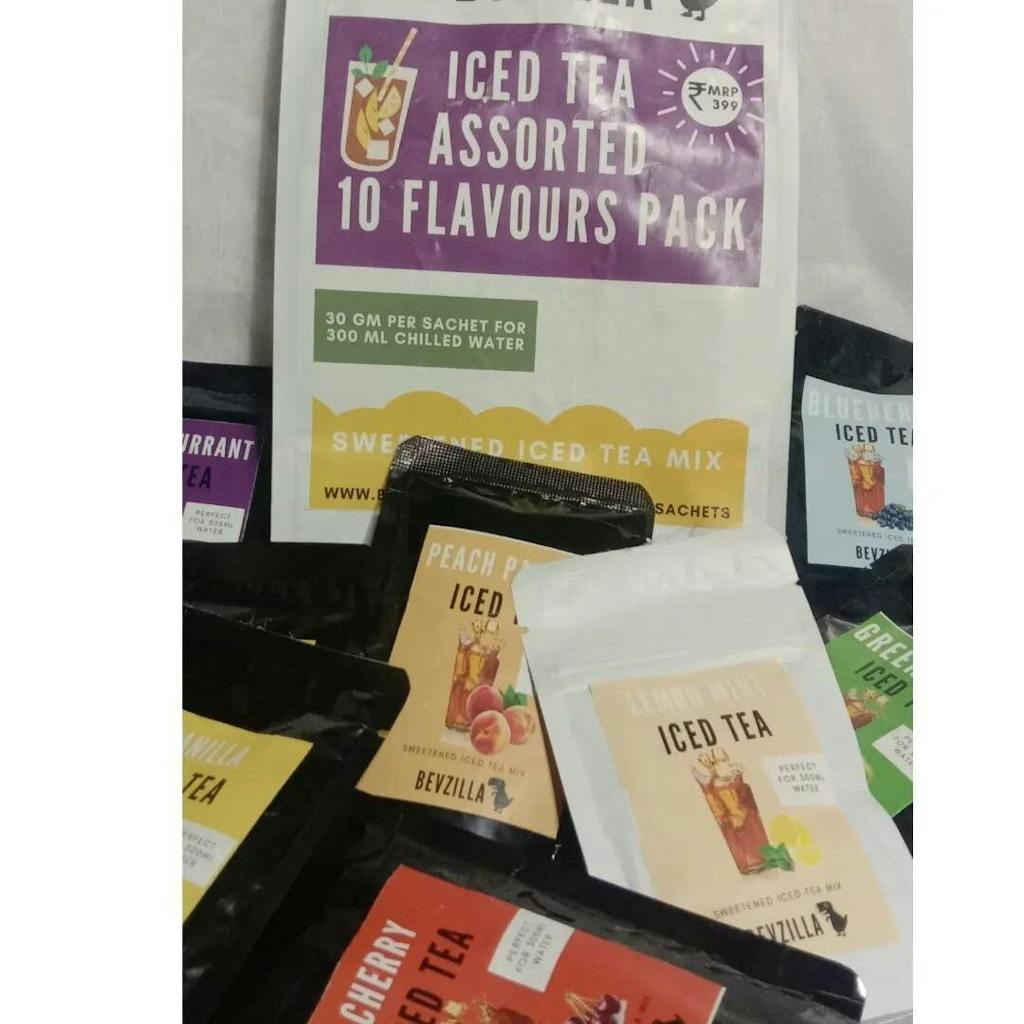 ICED TEA
ASSORTED
10 FLAVOURS PACK
₹ MRP
399
30 GM PER SACHET FOR
300 ML CHILLED WATER
ICED TEA MIX
SACHETS
URRANT
EA
PERFECT
FOR 300ML
WATER
ICED TEA
SWEETENED ICED
PEACH
ICED
SWEETENED ICED TEA MIX
BEVZILLA
LEMON MINT
ICED TEA
PERFECT
FOR 300ML
WATER
SWEETENED ICED TEA MIX
BEVZILLA
GREE
ICED
ANILLA
TEA
CHERRY
ED TEA
PERFECT
FOR 300ML
WATER